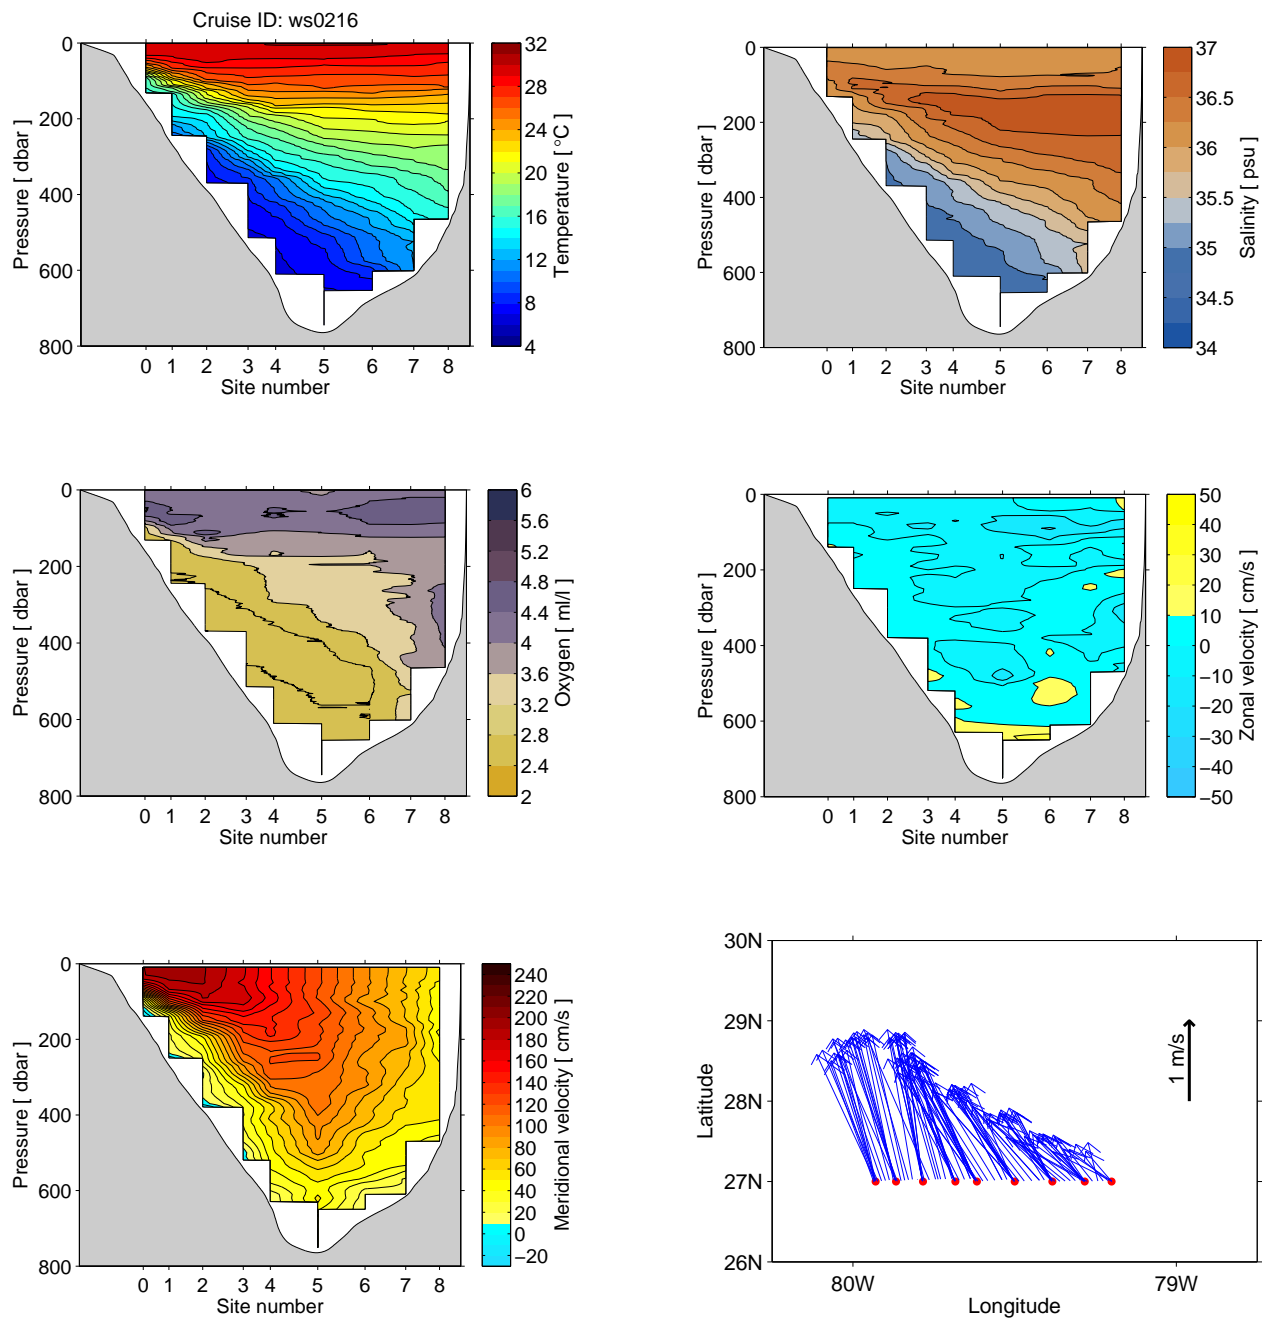 Cruise ID: ws0216
0
200
400
600
800
Pressure [ dbar ]
0 1 2 3 4 5 6 7 8
Site number
32
28
24
20
16
12
8
4
Temperature [ °C ]
0
200
400
600
800
Pressure [ dbar ]
0 1 2 3 4 5 6 7 8
Site number
37
36.5
36
35.5
35
34.5
34
Salinity [ psu ]
0
200
400
600
800
Pressure [ dbar ]
0 1 2 3 4 5 6 7 8
Site number
6
5.6
5.2
4.8
4.4
4
3.6
3.2
2.8
2.4
2
Oxygen [ ml/l ]
0
200
400
600
800
Pressure [ dbar ]
0 1 2 3 4 5 6 7 8
Site number
50
40
30
20
10
0
−10
−20
−30
−40
−50
Zonal velocity [ cm/s ]
0
200
400
600
800
Pressure [ dbar ]
0 1 2 3 4 5 6 7 8
Site number
240
220
200
180
160
140
120
100
80
60
40
20
0
−20
Meridional velocity [ cm/s ]
30N
29N
28N
27N
26N
Latitude
1 m/s
80W 79W
Longitude